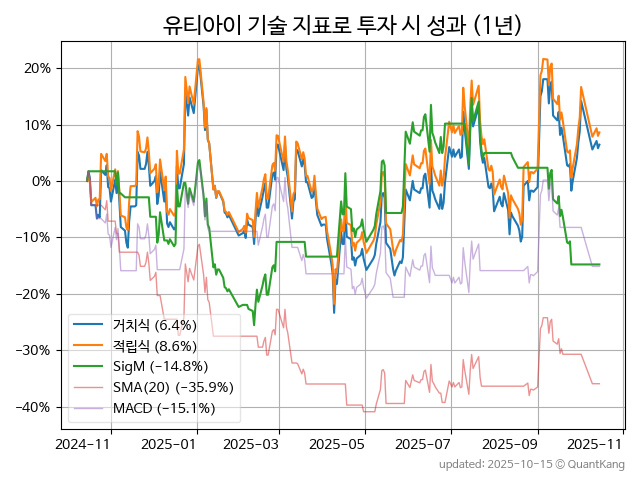 유티아이 기술 지표로 투자 시 성과 (1년)
20%
10%
0%
−10%
−20%
−30%
−40%
거치식 (6.4%)
적립식 (8.6%)
SigM (−14.8%)
SMA(20) (−35.9%)
MACD (−15.1%)
2024-11 2025-01 2025-03 2025-05 2025-07 2025-09 2025-11
updated: 2025-10-15 © QuantKang